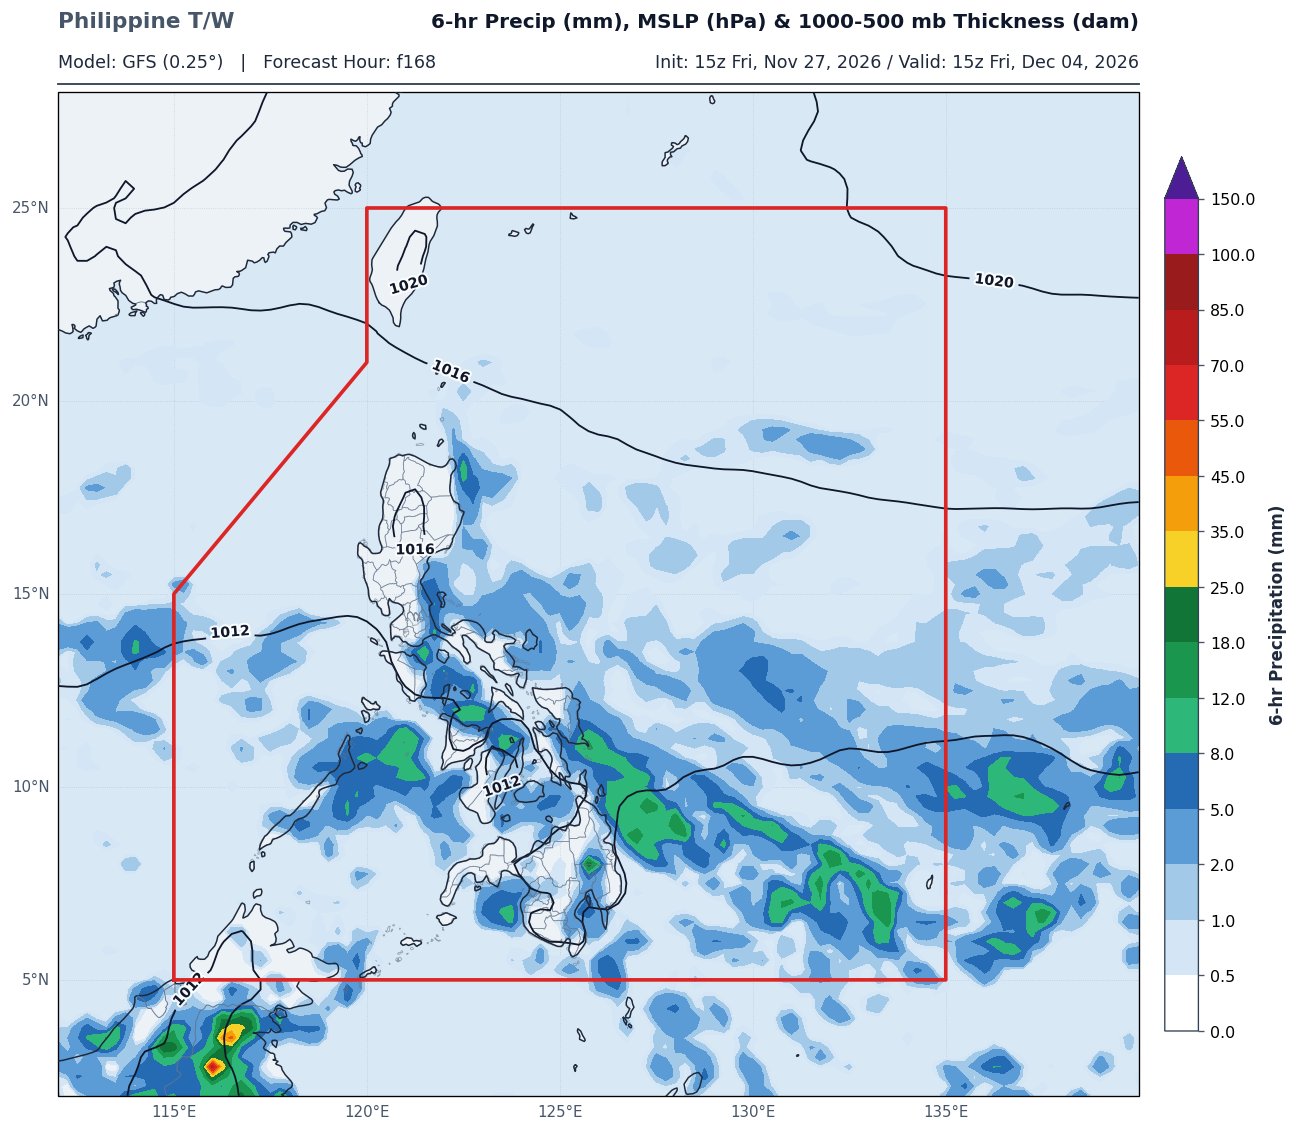 Philippine T/W
6-hr Precip (mm), MSLP (hPa) & 1000-500 mb Thickness (dam)
Model: GFS (0.25°) | Forecast Hour: f168
Init: 15z Fri, Nov 27, 2026 / Valid: 15z Fri, Dec 04, 2026
25°N
20°N
15°N
10°N
5°N
115°E
120°E
125°E
130°E
135°E
1020
1020
1016
1016
1012
1012
1012
150.0
100.0
85.0
70.0
55.0
45.0
35.0
25.0
18.0
12.0
8.0
5.0
2.0
1.0
0.5
0.0
6-hr Precipitation (mm)